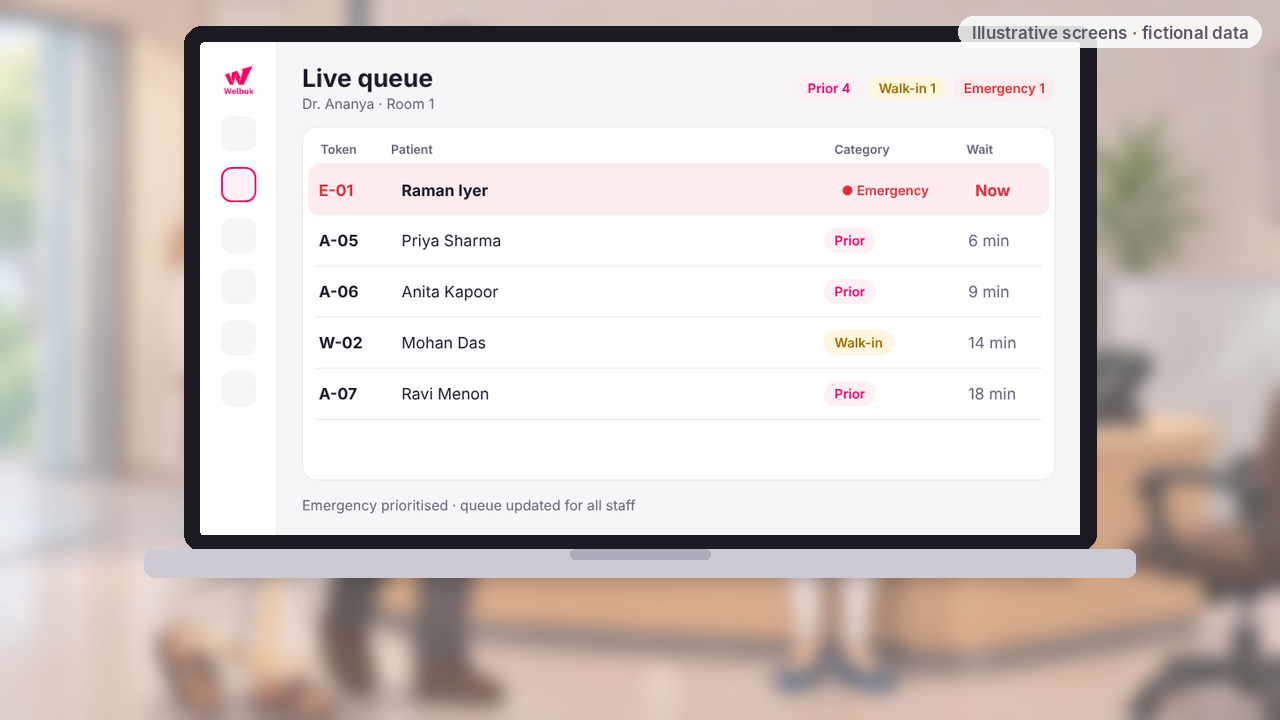 Illustrative screens · fictional data
Welbuk
Live queue
Dr. Ananya · Room 1
Prior 4 Walk-in 1 Emergency 1
Token Patient Category Wait
E-01 Raman Iyer Emergency Now
A-05 Priya Sharma Prior 6 min
A-06 Anita Kapoor Prior 9 min
W-02 Mohan Das Walk-in 14 min
A-07 Ravi Menon Prior 18 min
Emergency prioritised · queue updated for all staff